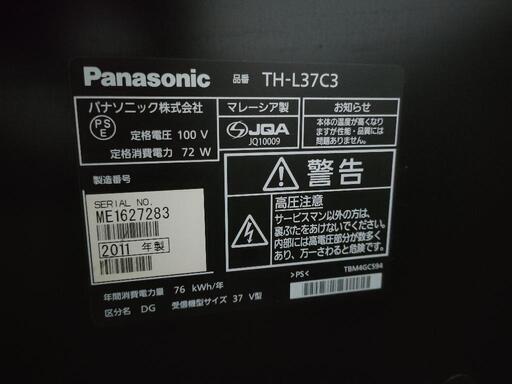 Panasonic 品番 TH-L37C3
パナソニック株式会社
PS
E
定格電圧 100 V
定格消費電力 72 W
製造番号
SERIAL NO.
ME1627283
2011 年製
マレーシア製
JQA
JQ10009
お知らせ
本体の温度が高くなり
ますが性能・品質には
問題ありません。
警告
高圧注意
サービスマン以外の方は、
裏ぶたをあけないでください。
内部には高電圧部分が数多く
あり、万一さわると危険です。
>PS<
TBM4GC594
年間消費電力量 76 kWh/年
区分名 DG 受信機型サイズ 37 V型